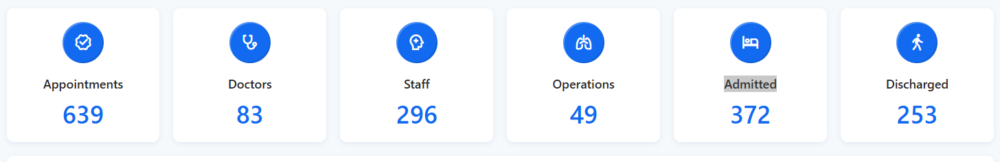 Appointments
639
Doctors
83
Staff
296
Operations
49
Admitted
372
Discharged
253